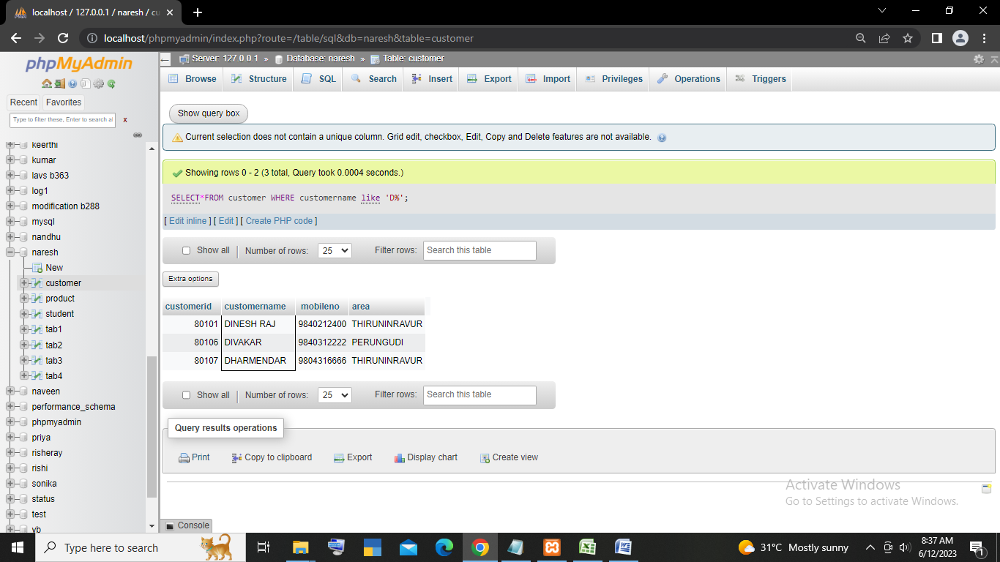 localhost / 127.0.0.1 / naresh / cu
localhost/phpmyadmin/index.php?route=/table/sql&db=naresh&table=customer
phpMyAdmin
Recent Favorites
Type to filter these, Enter to search al x
keerthi
kumar
lavs b363
log1
modification b288
mysql
nandhu
naresh
New
customer
product
student
tab1
tab2
tab3
tab4
naveen
performance_schema
phpmyadmin
priya
risheray
rishi
sonika
status
test
vb
Server: 127.0.0.1 » Database: naresh » Table: customer
Browse Structure SQL Search Insert Export Import Privileges Operations Triggers
Show query box
Current selection does not contain a unique column. Grid edit, checkbox, Edit, Copy and Delete features are not available.
Showing rows 0 - 2 (3 total, Query took 0.0004 seconds.)
SELECT*FROM customer WHERE customername like 'D%';
[ Edit inline ] [ Edit ] [ Create PHP code ]
Show all | Number of rows: 25 Filter rows: Search this table
Extra options
customerid customername mobileno area
80101 DINESH RAJ 9840212400 THIRUNINRAVUR
80106 DIVAKAR 9840312222 PERUNGUDI
80107 DHARMENDAR 9804316666 THIRUNINRAVUR
Show all | Number of rows: 25 Filter rows: Search this table
Query results operations
Print Copy to clipboard Export Display chart Create view
Activate Windows
Go to Settings to activate Windows.
Console
Type here to search
31°C Mostly sunny
8:37 AM
6/12/2023
1